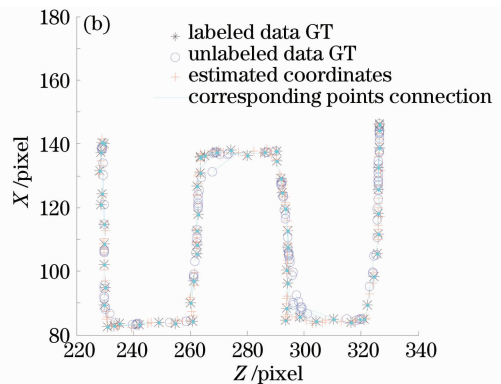 180
(b)
labeled data GT
unlabeled data GT
160
estimated coordinates
corresponding points connection
140
X /pixel
120
100
80
220 240 260 280 300 320 340
Z /pixel